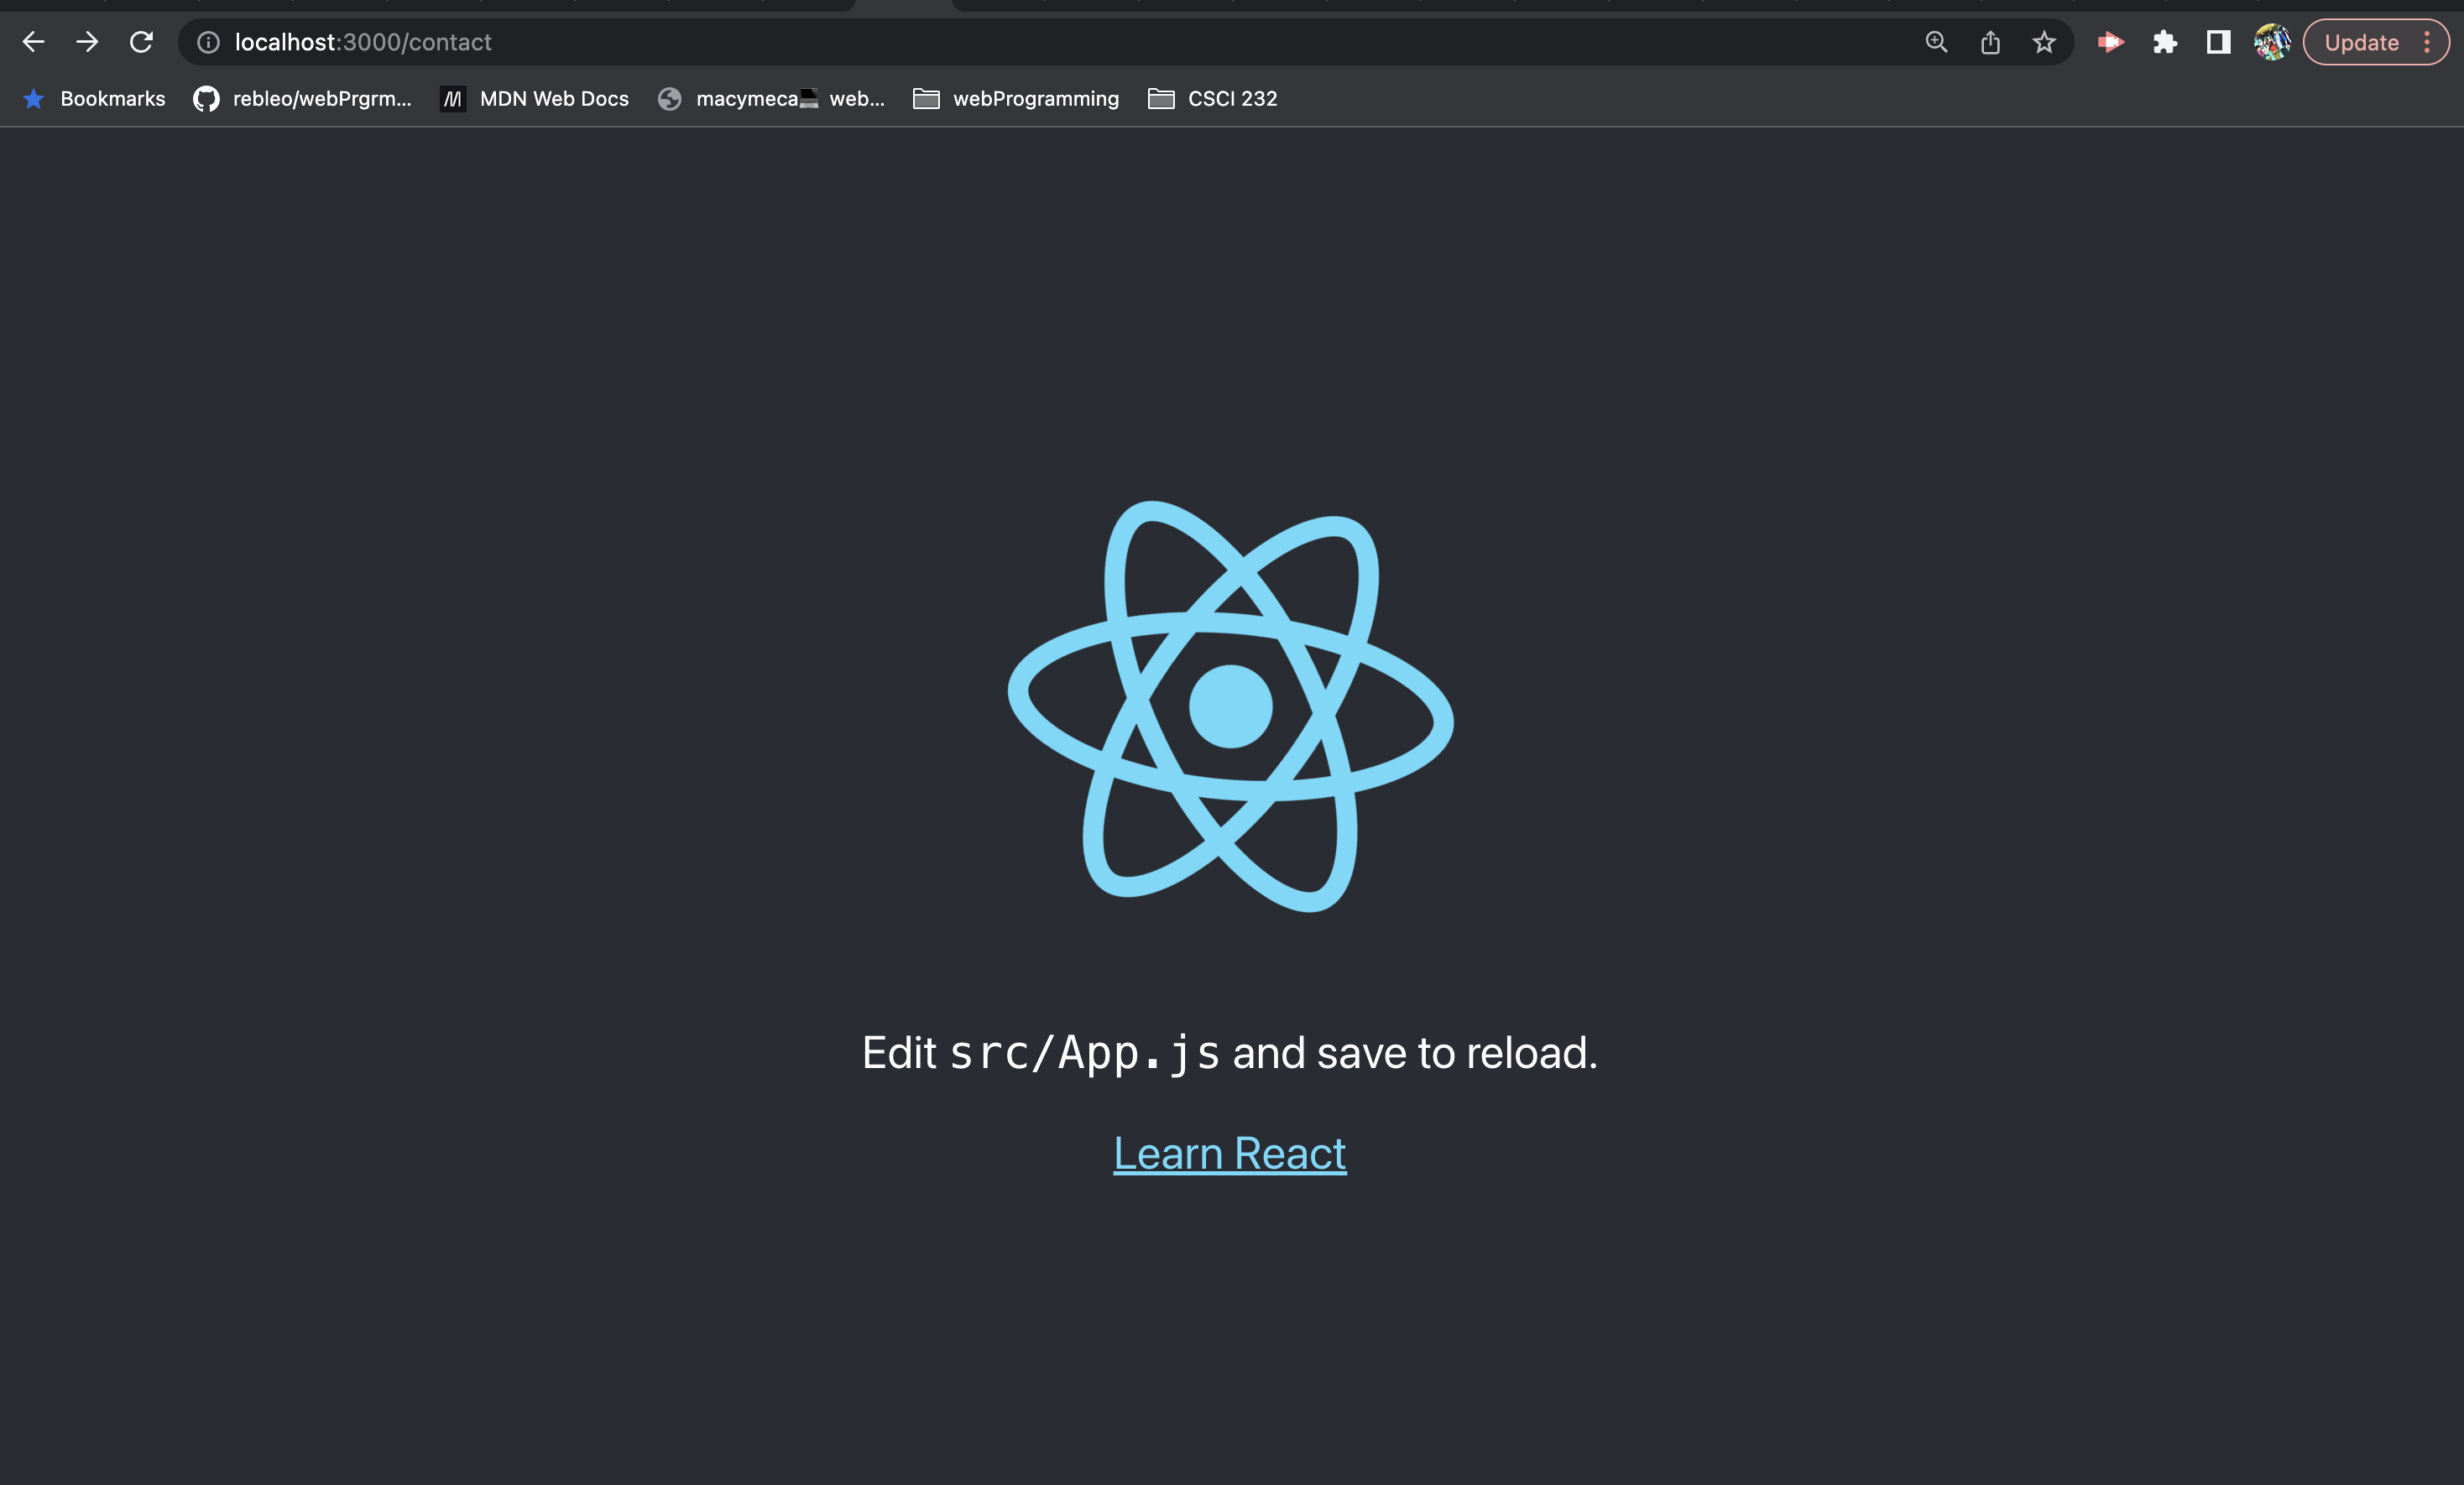 localhost:3000/contact
Update
Bookmarks rebleo/webPrgrm... MDN Web Docs macymeca web... webProgramming CSCI 232
Edit src/App.js and save to reload.
Learn React